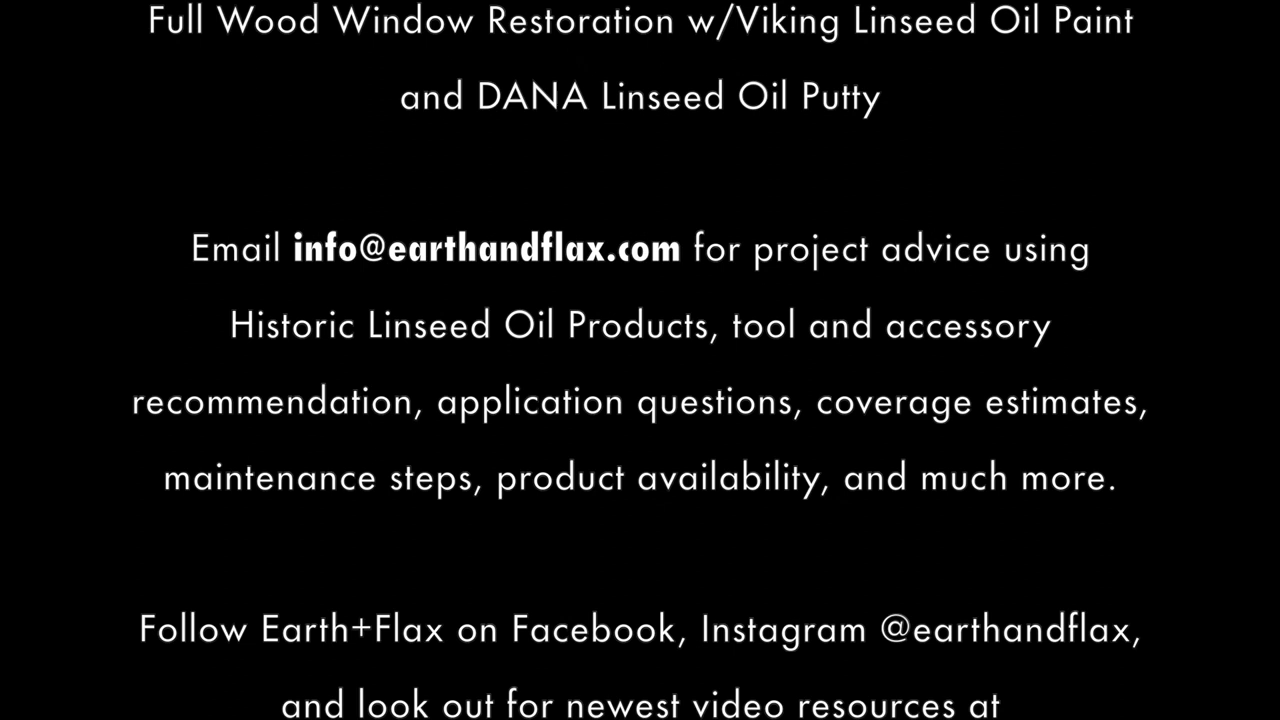 Full Wood Window Restoration w/Viking Linseed Oil Paint
and DANA Linseed Oil Putty
Email info@earthandflax.com for project advice using
Historic Linseed Oil Products, tool and accessory
recommendation, application questions, coverage estimates,
maintenance steps, product availability, and much more.
Follow Earth+Flax on Facebook, Instagram @earthandflax,
and look out for newest video resources at